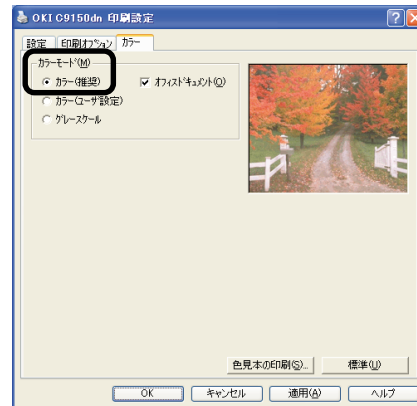 OKI C9150dn 印刷設定
設定 印刷ｵﾌﾟｼｮﾝ ｶﾗｰ
ｶﾗｰﾓｰﾄﾞ(M)
ｶﾗｰ(推奨) ｵﾌｨｽﾄﾞｷｭﾒﾝﾄ(O)
ｶﾗｰ(ﾕｰｻﾞ設定)
ｸﾞﾚｰｽｹｰﾙ
色見本の印刷(S)... 標準(U)
OK ｷｬﾝｾﾙ 適用(A) ﾍﾙﾌﾟ